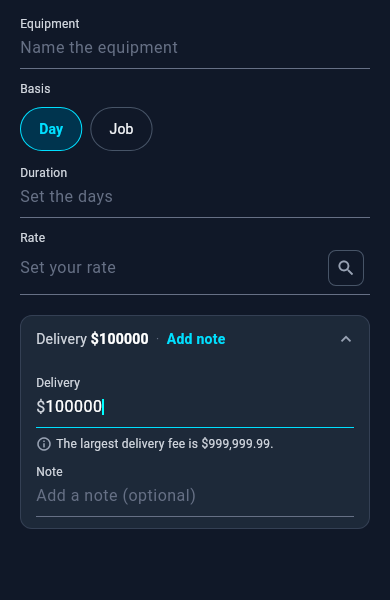 Equipment
Name the equipment
Basis
Day Job
Duration
Set the days
Rate
Set your rate
Delivery $100000 · Add note
Delivery
$100000
The largest delivery fee is $999,999.99.
Note
Add a note (optional)